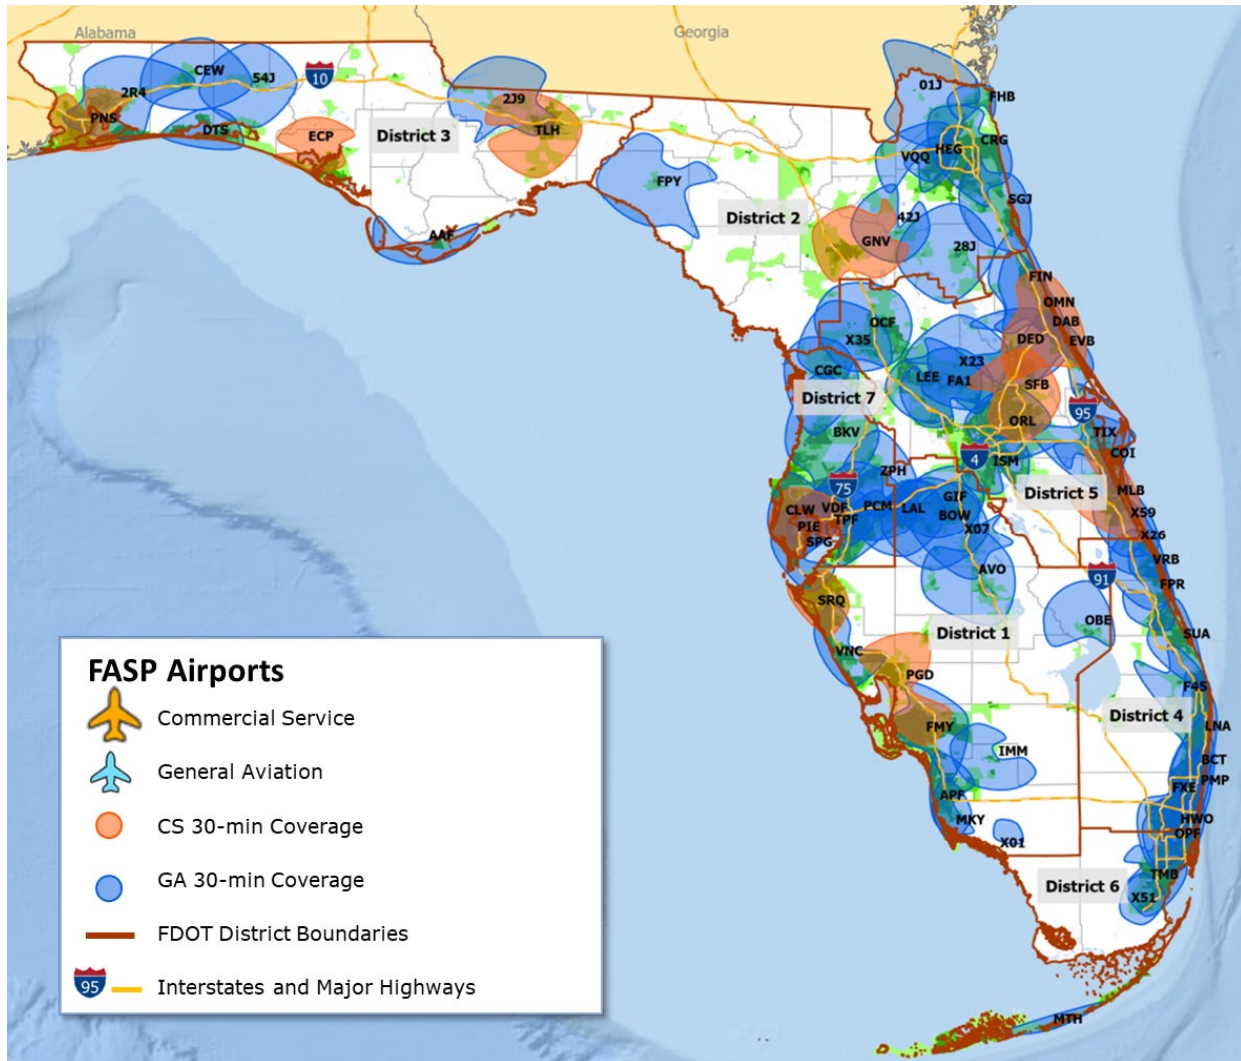 Alabama
Georgia
CEW
54J
10
2R4
PNS
DTS
ECP
District 3
2J9
TLH
AAF
01J
FHB
CRG
HEG
VQQ
SGJ
FPY
District 2
42J
GNV
28J
FIN
OMN
DAB
EVB
DED
OCF
X35
X23
CGC
LEE
FA1
SFB
District 7
ORL
95
TIX
COI
BKV
ZPH
4
ISM
75
District 5
MLB
CLW
VDF
PCM
LAL
GIF
BOW
X59
PIE
TPF
X07
X26
SPG
VRB
AVO
91
FPR
SRQ
OBE
SUA
District 1
VNC
PGD
F45
District 4
LNA
FMY
IMM
BCT
PMP
FXE
APF
MKY
HWO
OPF
X01
TMB
District 6
X51
MTH
FASP Airports
Commercial Service
General Aviation
CS 30-min Coverage
GA 30-min Coverage
FDOT District Boundaries
95
Interstates and Major Highways